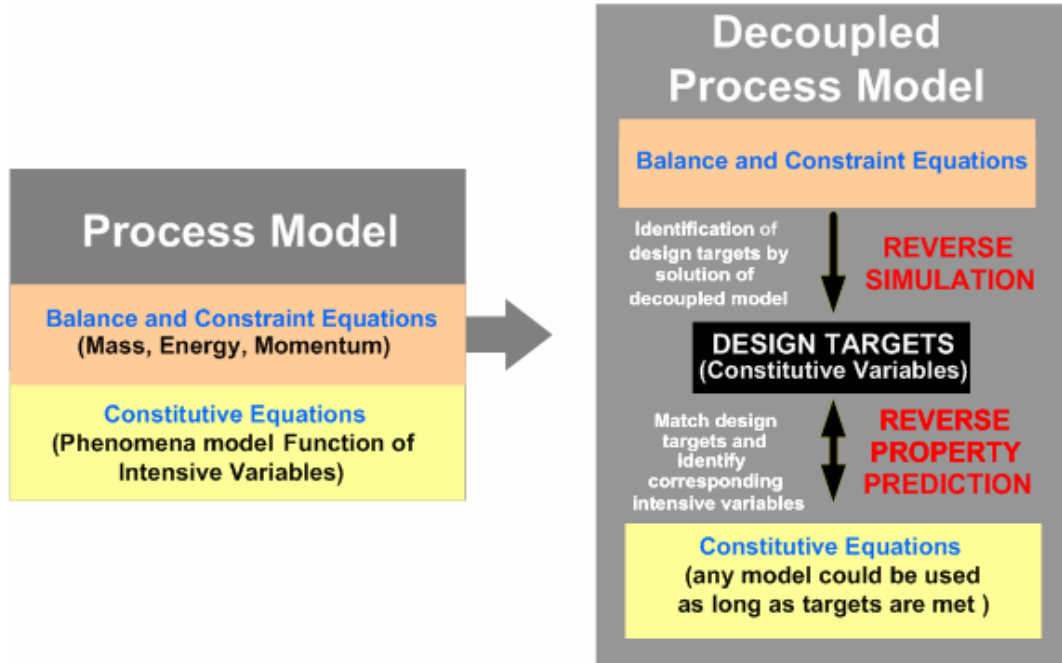 Process Model
Balance and Constraint Equations
(Mass, Energy, Momentum)
Constitutive Equations
(Phenomena model Function of
Intensive Variables)
Decoupled
Process Model
Balance and Constraint Equations
Identification of
design targets by
solution of
decoupled model
REVERSE
SIMULATION
DESIGN TARGETS
(Constitutive Variables)
Match design
targets and
identify
corresponding
intensive variables
REVERSE
PROPERTY
PREDICTION
Constitutive Equations
(any model could be used
as long as targets are met )